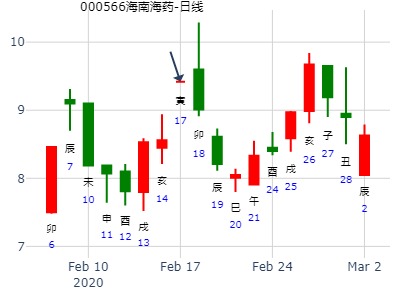 000566海南海药-日线
10
9
8
7
卯
6
辰
7
未
10
申
11
酉
12
戌
13
亥
14
寅
17
卯
18
辰
19
巳
20
午
21
酉
24
戌
25
亥
26
子
27
丑
28
辰
2
Feb 10
2020
Feb 17
Feb 24
Mar 2